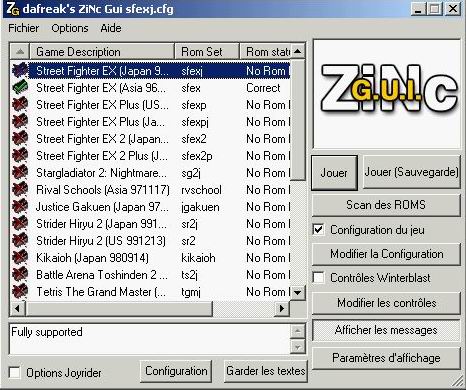 dafreak's ZiNc Gui sfexj.cfg
Fichier Options Aide
Game Description Rom Set Rom statu
Street Fighter EX (Japan 9... sfexj No Rom
Street Fighter EX (Asia 96... sfex Correct
Street Fighter EX Plus (US... sfexp No Rom
Street Fighter EX Plus (Ja... sfexpj No Rom
Street Fighter EX 2 (Japan... sfex2 No Rom
Street Fighter EX 2 Plus (J... sfex2p No Rom
Stargladiator 2: Nightmare... sg2j No Rom
Rival Schools (Asia 971117) rvschool No Rom
Justice Gakuen (Japan 97... jgakuen No Rom
Strider Hiryu 2 (Japan 991... sr2j No Rom
Strider Hiryu 2 (US 991213) sr2j No Rom
Kikaioh (Japan 980914) kikaioh No Rom
Battle Arena Toshinden 2 ... ts2j No Rom
Tetris The Grand Master (... tgmj No Rom
Fully supported
Options Joyrider
Configuration
Garder les textes
ZiNc
G.U.I.
Jouer
Jouer (Sauvegarde)
Scan des ROMS
Configuration du jeu
Modifier la Configuration
Contrôles Winterblast
Modifier les contrôles
Afficher les messages
Paramètres d'affichage